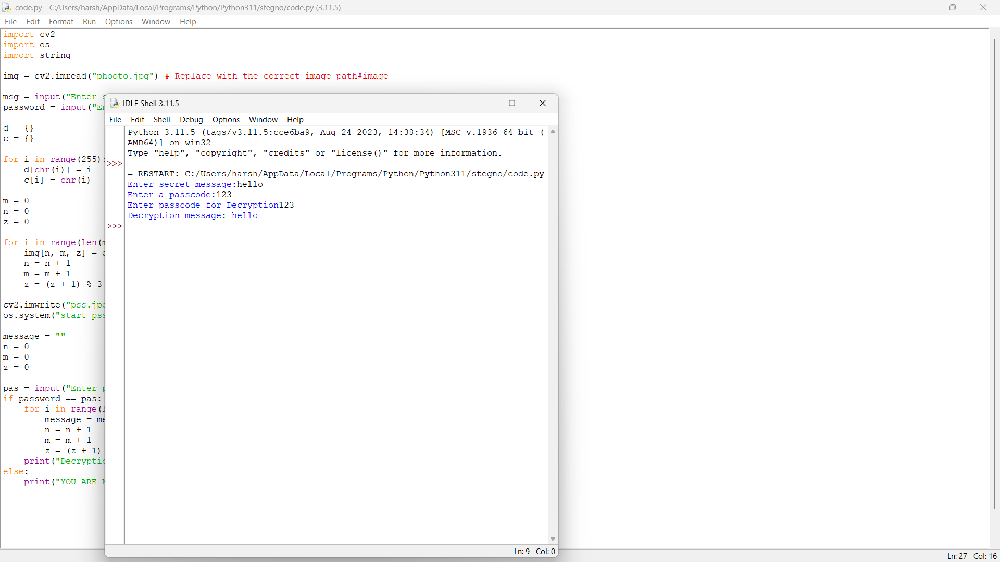 code.py - C:/Users/harsh/AppData/Local/Programs/Python/Python311/stegno/code.py (3.11.5)
File Edit Format Run Options Window Help
import cv2
import os
import string
img = cv2.imread("phooto.jpg") # Replace with the correct image path#image
msg = input("Enter
password = input("
d = {}
c = {}
for i in range(255):
d[chr(i)] = i
c[i] = chr(i)
m = 0
n = 0
z = 0
for i in range(len(
img[n, m, z] =
n = n + 1
m = m + 1
z = (z + 1) % 3
cv2.imwrite("pss.jpg
os.system("start pss
message = ""
n = 0
m = 0
z = 0
pas = input("Enter
if password == pas:
for i in range(
message =
n = n + 1
m = m + 1
z = (z + 1)
print("Decryptio
else:
print("YOU ARE
IDLE Shell 3.11.5
File Edit Shell Debug Options Window Help
Python 3.11.5 (tags/v3.11.5:cce6ba9, Aug 24 2023, 14:38:34) [MSC v.1936 64 bit (
AMD64)] on win32
Type "help", "copyright", "credits" or "license()" for more information.
>>>
= RESTART: C:/Users/harsh/AppData/Local/Programs/Python/Python311/stegno/code.py
Enter secret message:hello
Enter a passcode:123
Enter passcode for Decryption123
Decryption message: hello
>>>
Ln: 9 Col: 0
Ln: 27 Col: 16